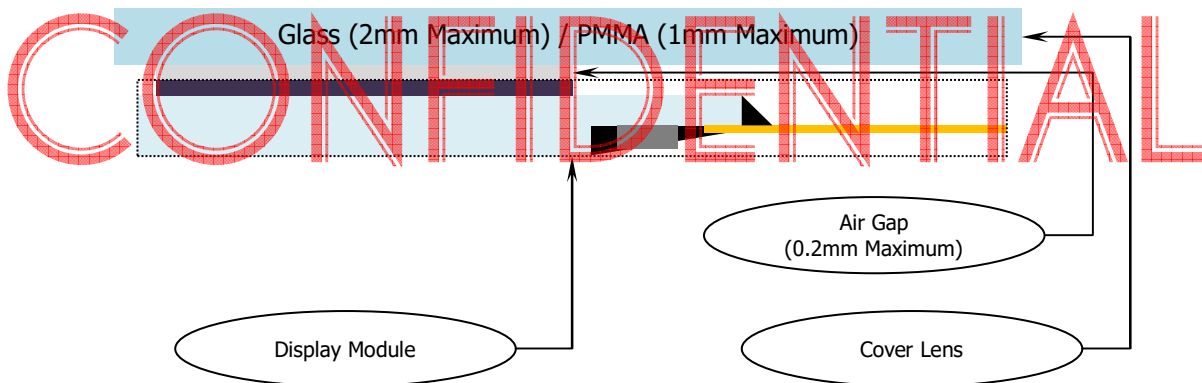 Glass (2mm Maximum) / PMMA (1mm Maximum)
CONFIDENTIAL
Air Gap
(0.2mm Maximum)
Display Module
Cover Lens